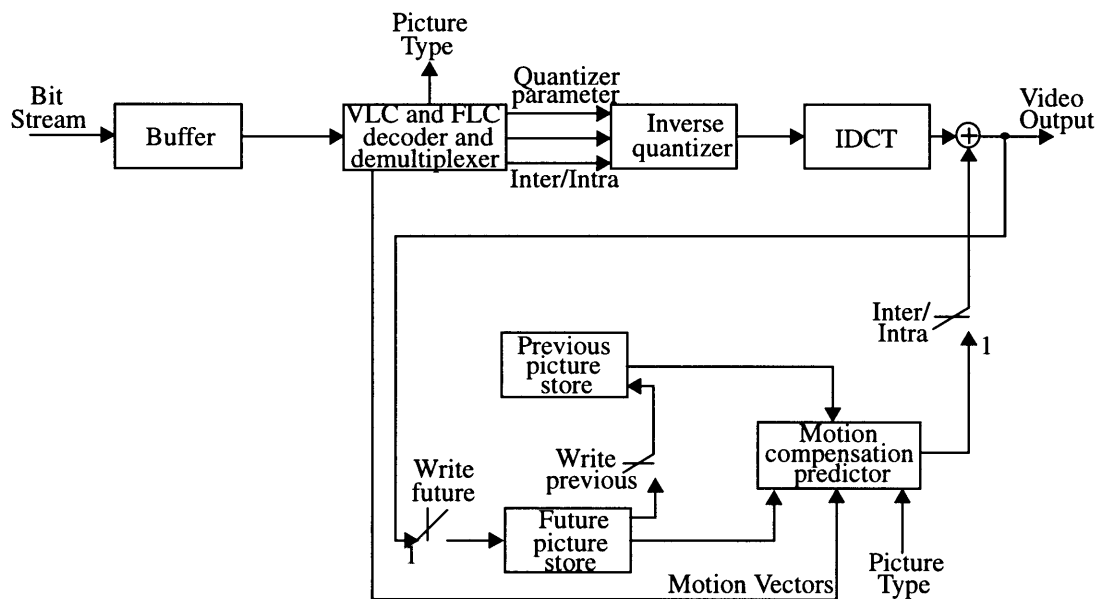 Picture
Type
Bit
Stream
Buffer
VLC and FLC
decoder and
demultiplexer
Quantizer
parameter
Inter/Intra
Inverse
quantizer
IDCT
Video
Output
Inter/
Intra
1
Previous
picture
store
Write
previous
Motion
compensation
predictor
Write
future
1
Future
picture
store
Motion Vectors
Picture
Type